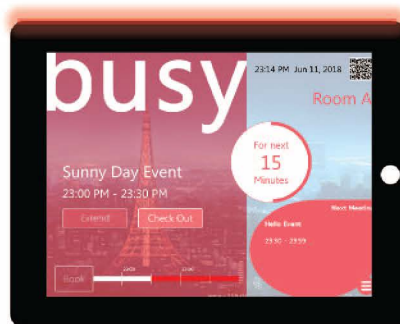 busy
23:14 PM Jun 11, 2018
Room A
For next
15
Minutes
Sunny Day Event
23:00 PM - 23:30 PM
Extend
Check Out
Next Meeting
Hello Event
23:30 - 23:59
Book